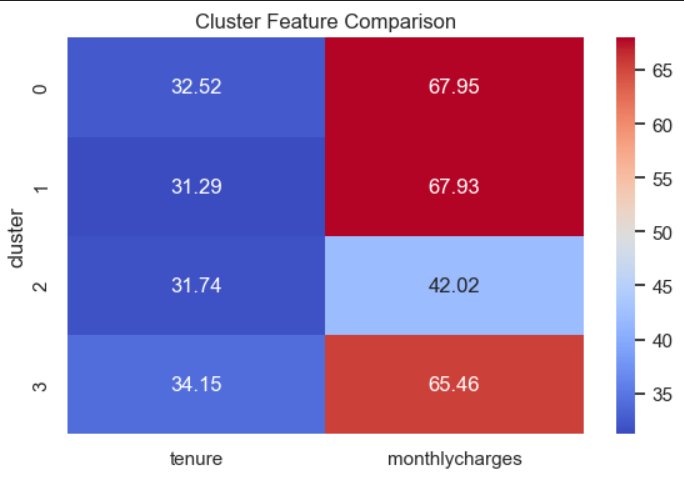 Cluster Feature Comparison
0 32.52 67.95
1 31.29 67.93
2 31.74 42.02
3 34.15 65.46
cluster
tenure monthlycharges
65
60
55
50
45
40
35